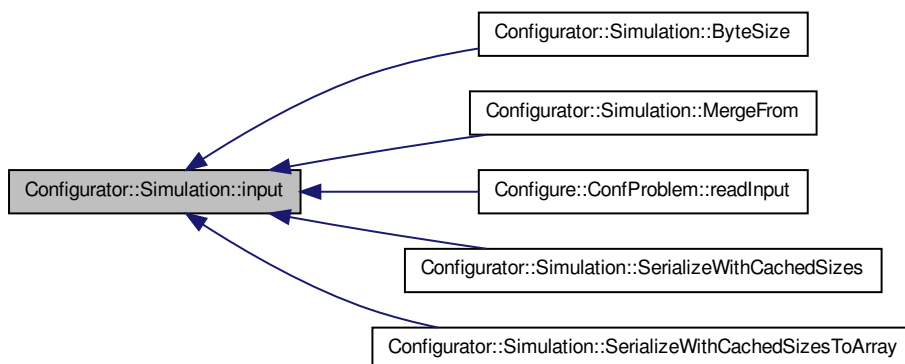 Configurator::Simulation::ByteSize
Configurator::Simulation::MergeFrom
Configurator::Simulation::input
Configure::ConfProblem::readInput
Configurator::Simulation::SerializeWithCachedSizes
Configurator::Simulation::SerializeWithCachedSizesToArray